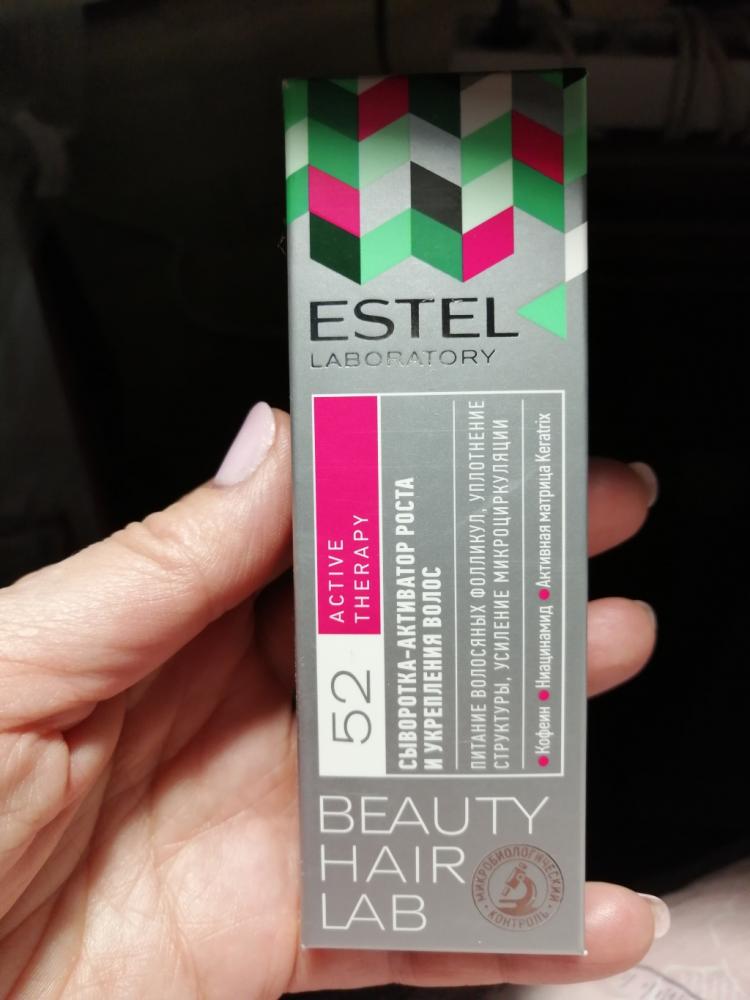 ESTEL
LABORATORY
ACTIVE
THERAPY
52
СЫВОРОТКА-АКТИВАТОР РОСТА
И УКРЕПЛЕНИЯ ВОЛОС
ПИТАНИЕ ВОЛОСЯНЫХ ФОЛЛИКУЛ, УПЛОТНЕНИЕ
СТРУКТУРЫ, УСИЛЕНИЕ МИКРОЦИРКУЛЯЦИИ
●Кофеин ●Ниацинамид ●Активная матрица Keratrix
BEAUTY
HAIR
LAB
МИКРОБИОЛОГИЧЕСКИЙ
• КОНТРОЛЬ •